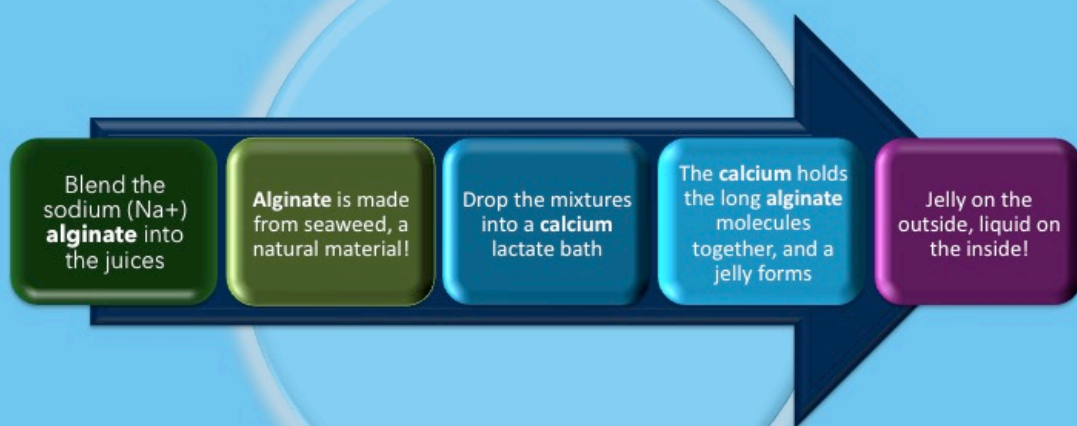 Blend the
sodium (Na+)
alginate into
the juices
Alginate is made
from seaweed, a
natural material!
Drop the mixtures
into a calcium
lactate bath
The calcium holds
the long alginate
molecules
together, and a
jelly forms
Jelly on the
outside, liquid on
the inside!